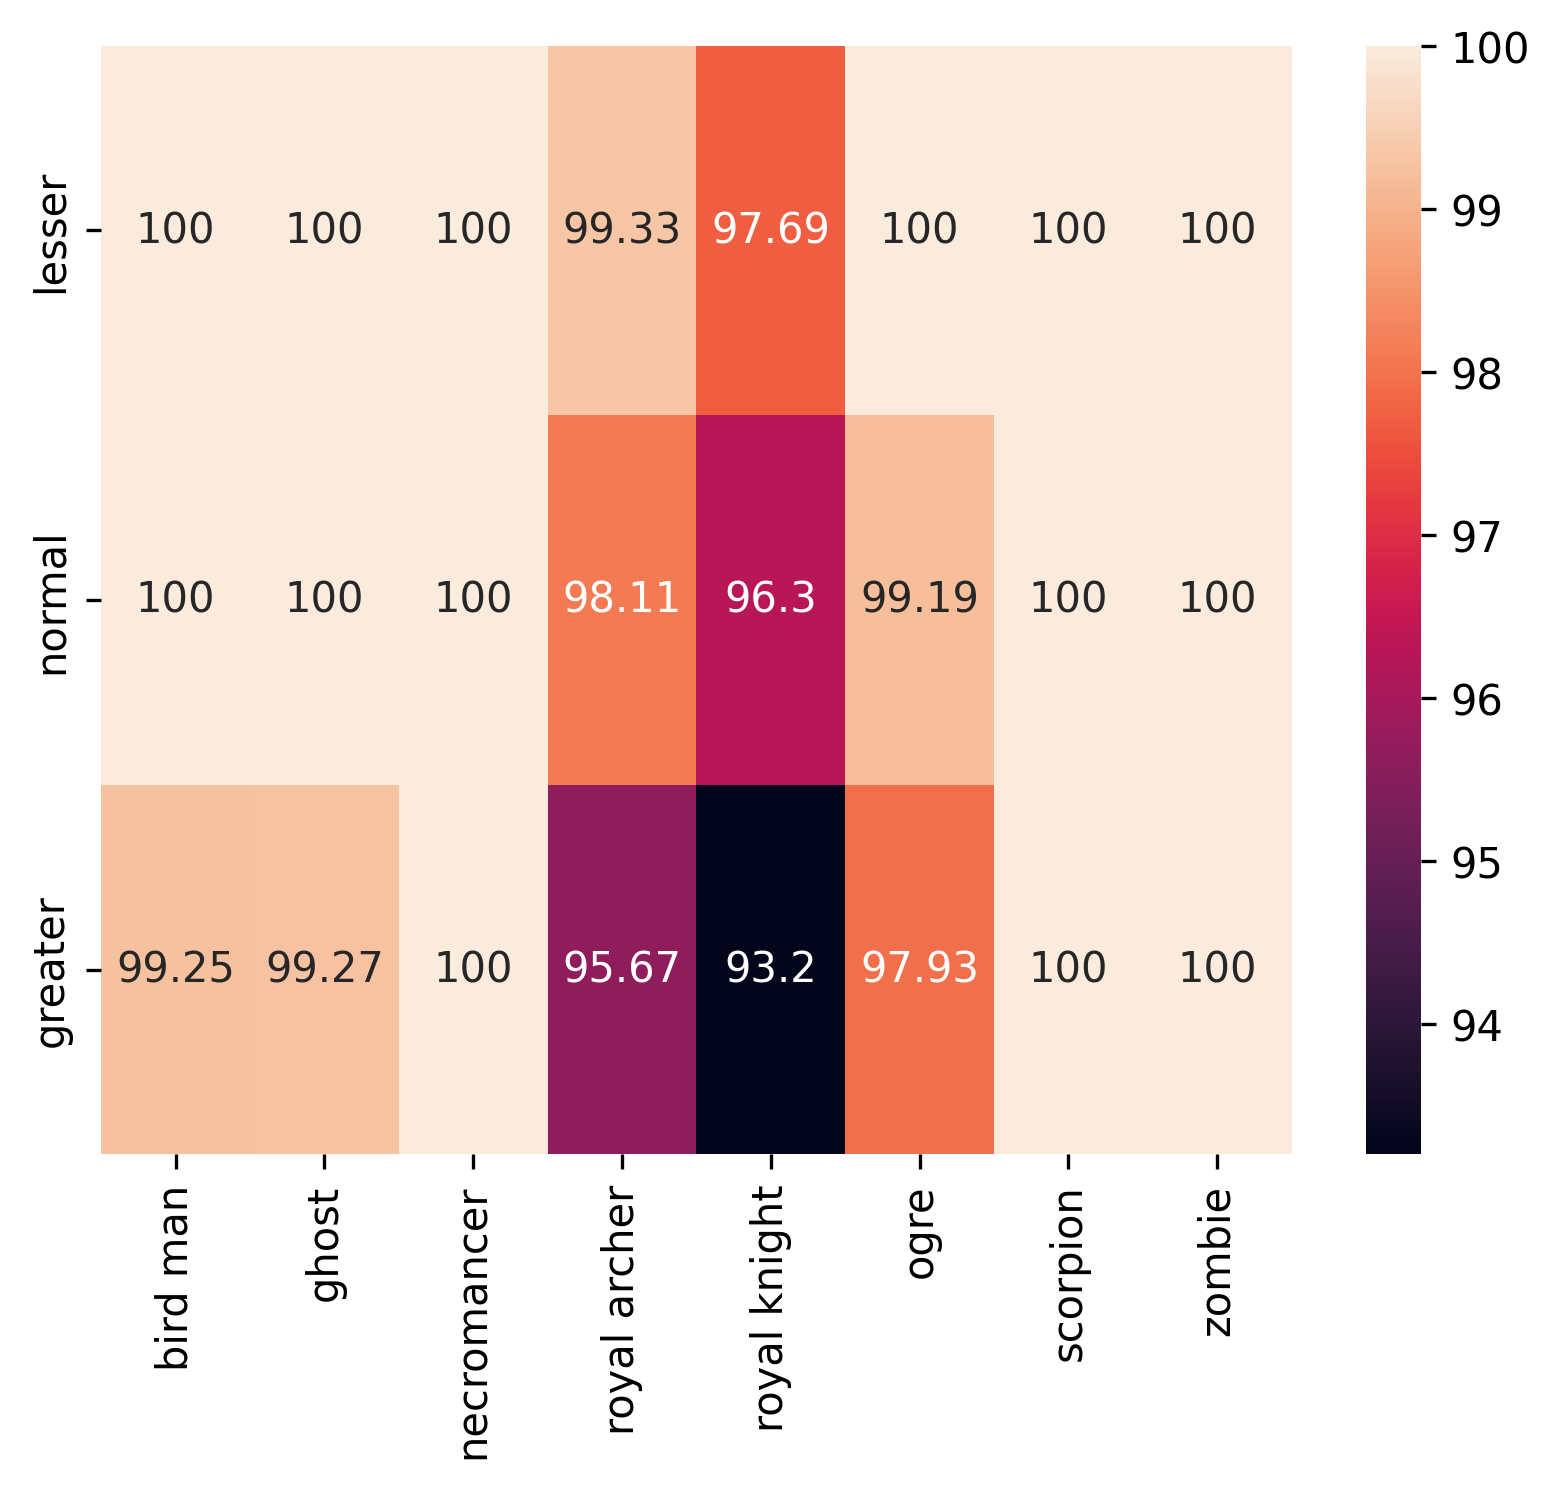 lesser 100 100 100 99.33 97.69 100 100 100
normal 100 100 100 98.11 96.3 99.19 100 100
greater 99.25 99.27 100 95.67 93.2 97.93 100 100
bird man
ghost
necromancer
royal archer
royal knight
ogre
scorpion
zombie
100
99
98
97
96
95
94